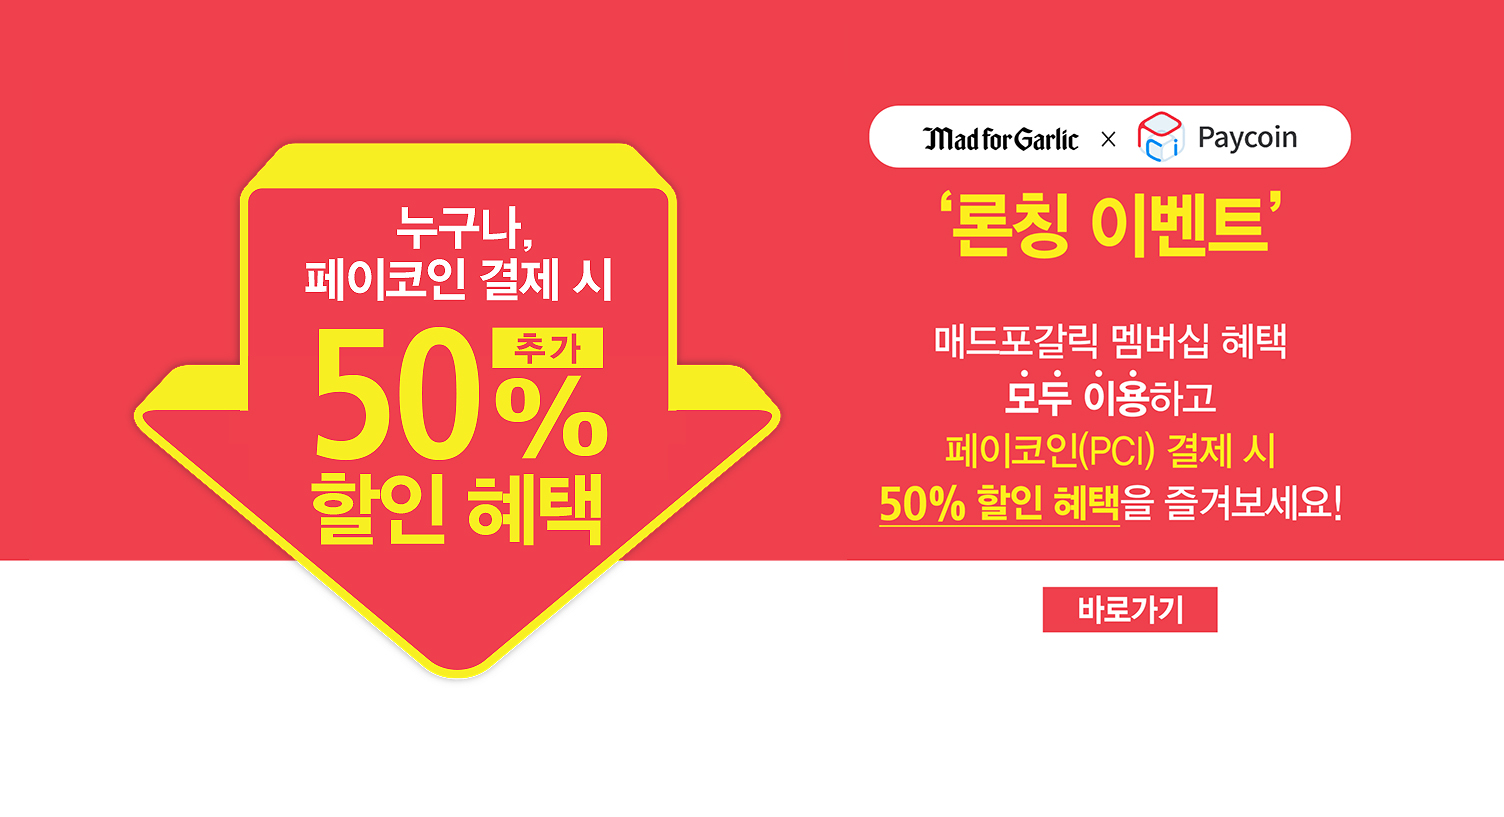 누구나,
페이코인 결제 시
50% 추가
할인 혜택
Mad for Garlic × Paycoin
‘론칭 이벤트’
매드포갈릭 멤버십 혜택
모두 이용하고
페이코인(PCI) 결제 시
50% 할인 혜택을 즐겨보세요!
바로가기